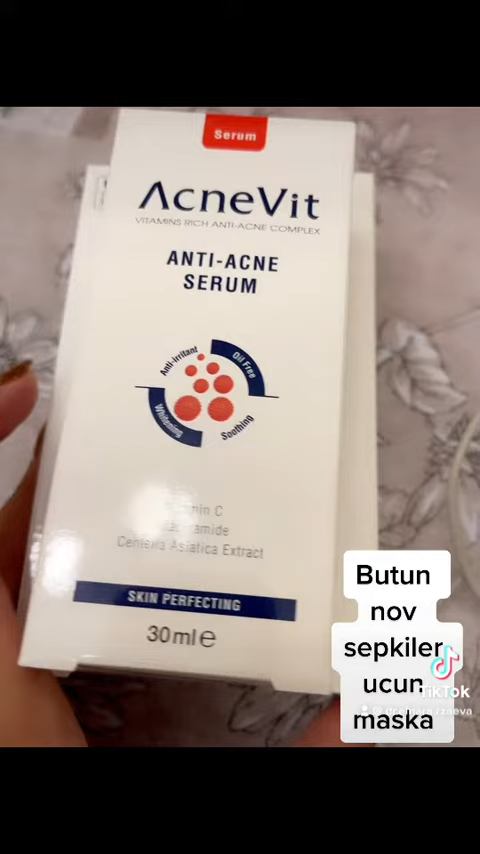 Serum
AcneVit
VITAMINS RICH ANTI-ACNE COMPLEX
ANTI-ACNE
SERUM
Anti-irritant
Oil Free
Whitening
Soothing
C
Centella Asiatica Extract
SKIN PERFECTING
30ml℮
Butun
nov
sepkiler
ucun
maska
TikTok